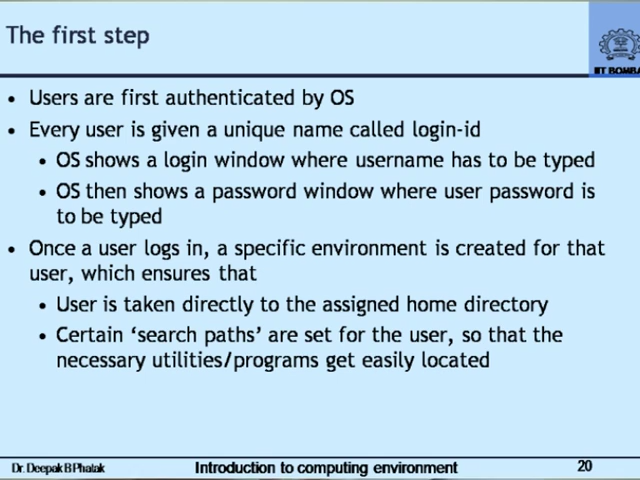 The first step
IIT BOMBA
• Users are first authenticated by OS
• Every user is given a unique name called login-id
• OS shows a login window where username has to be typed
• OS then shows a password window where user password is
to be typed
• Once a user logs in, a specific environment is created for that
user, which ensures that
• User is taken directly to the assigned home directory
• Certain ‘search paths’ are set for the user, so that the
necessary utilities/programs get easily located
Dr. Deepak B Phatak
Introduction to computing environment
20